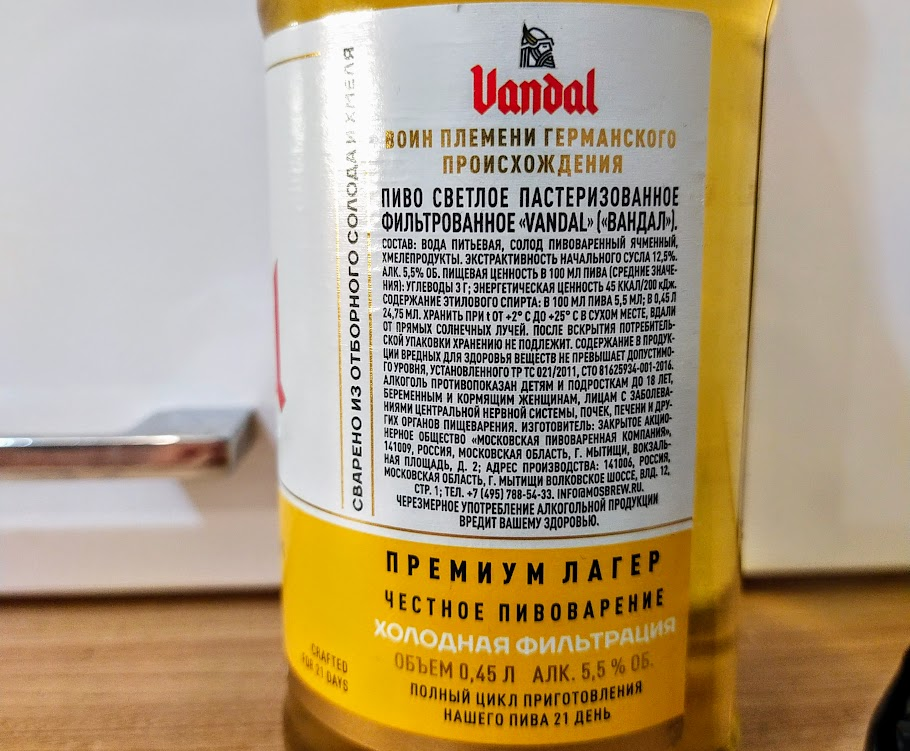 Vandal
ВОИН ПЛЕМЕНИ ГЕРМАНСКОГО
ПРОИСХОЖДЕНИЯ
ПИВО СВЕТЛОЕ ПАСТЕРИЗОВАННОЕ
ФИЛЬТРОВАННОЕ «VANDAL» («ВАНДАЛ»).
СОСТАВ: ВОДА ПИТЬЕВАЯ, СОЛОД ПИВОВАРЕННЫЙ ЯЧМЕННЫЙ,
ХМЕЛЕПРОДУКТЫ. ЭКСТРАКТИВНОСТЬ НАЧАЛЬНОГО СУСЛА 12,5%.
АЛК. 5,5% ОБ. ПИЩЕВАЯ ЦЕННОСТЬ В 100 МЛ ПИВА (СРЕДНИЕ ЗНАЧЕ-
НИЯ): УГЛЕВОДЫ 3 Г; ЭНЕРГЕТИЧЕСКАЯ ЦЕННОСТЬ 45 ККАЛ/200 кДж.
СОДЕРЖАНИЕ ЭТИЛОВОГО СПИРТА: В 100 МЛ ПИВА 5,5 МЛ; В 0,45 Л
24,75 МЛ. ХРАНИТЬ ПРИ t ОТ +2° С ДО +25° С В СУХОМ МЕСТЕ, ВДАЛИ
ОТ ПРЯМЫХ СОЛНЕЧНЫХ ЛУЧЕЙ. ПОСЛЕ ВСКРЫТИЯ ПОТРЕБИТЕЛЬ-
СКОЙ УПАКОВКИ ХРАНЕНИЮ НЕ ПОДЛЕЖИТ. СОДЕРЖАНИЕ В ПРОДУК-
ЦИИ ВРЕДНЫХ ДЛЯ ЗДОРОВЬЯ ВЕЩЕСТВ НЕ ПРЕВЫШАЕТ ДОПУСТИМО-
ГО УРОВНЯ, УСТАНОВЛЕННОГО ТР ТС 021/2011, СТО 81625934-001-2016.
АЛКОГОЛЬ ПРОТИВОПОКАЗАН ДЕТЯМ И ПОДРОСТКАМ ДО 18 ЛЕТ,
БЕРЕМЕННЫМ И КОРМЯЩИМ ЖЕНЩИНАМ, ЛИЦАМ С ЗАБОЛЕВА-
НИЯМИ ЦЕНТРАЛЬНОЙ НЕРВНОЙ СИСТЕМЫ, ПОЧЕК, ПЕЧЕНИ И ДРУ-
ГИХ ОРГАНОВ ПИЩЕВАРЕНИЯ. ИЗГОТОВИТЕЛЬ: ЗАКРЫТОЕ АКЦИО-
НЕРНОЕ ОБЩЕСТВО «МОСКОВСКАЯ ПИВОВАРЕННАЯ КОМПАНИЯ»,
141009, РОССИЯ, МОСКОВСКАЯ ОБЛАСТЬ, Г. МЫТИЩИ, ВОКЗАЛЬ-
НАЯ ПЛОЩАДЬ, Д. 2; АДРЕС ПРОИЗВОДСТВА: 141006, РОССИЯ,
МОСКОВСКАЯ ОБЛАСТЬ, Г. МЫТИЩИ ВОЛКОВСКОЕ ШОССЕ, ВЛД. 12,
СТР. 1; ТЕЛ. +7 (495) 788-54-33. INFO@MOSBREW.RU.
ЧЕРЕЗМЕРНОЕ УПОТРЕБЛЕНИЕ АЛКОГОЛЬНОЙ ПРОДУКЦИИ
ВРЕДИТ ВАШЕМУ ЗДОРОВЬЮ.
СВАРЕНО ИЗ ОТБОРНОГО СОЛОДА И ХМЕЛЯ
ПРЕМИУМ ЛАГЕР
ЧЕСТНОЕ ПИВОВАРЕНИЕ
ХОЛОДНАЯ ФИЛЬТРАЦИЯ
ОБЪЕМ 0,45 Л АЛК. 5,5 % ОБ.
ПОЛНЫЙ ЦИКЛ ПРИГОТОВЛЕНИЯ
НАШЕГО ПИВА 21 ДЕНЬ
CRAFTED
FOR 21 DAYS